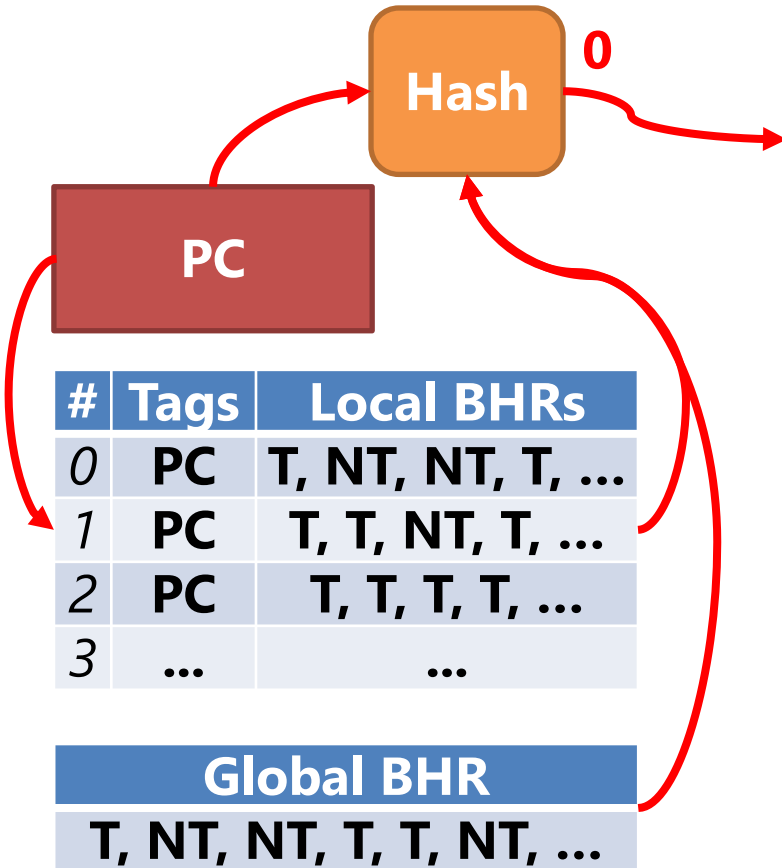 0
Hash
PC
# Tags Local BHRs
0 PC T, NT, NT, T, ...
1 PC T, T, NT, T, ...
2 PC T, T, T, T, ...
3 ... ...
Global BHR
T, NT, NT, T, T, NT, ...